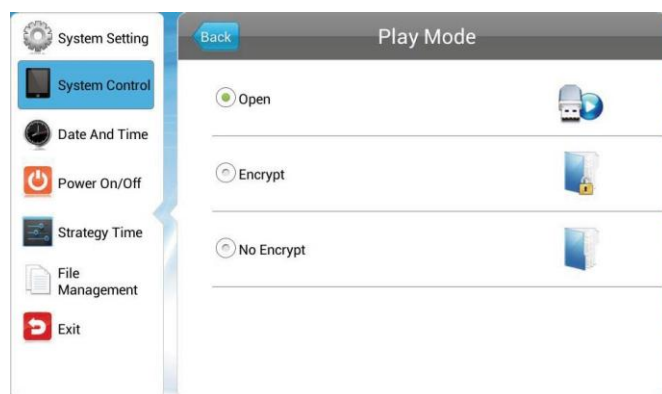 System Setting
System Control
Date And Time
Power On/Off
Strategy Time
File
Management
Exit
Back
Play Mode
Open
Encrypt
No Encrypt